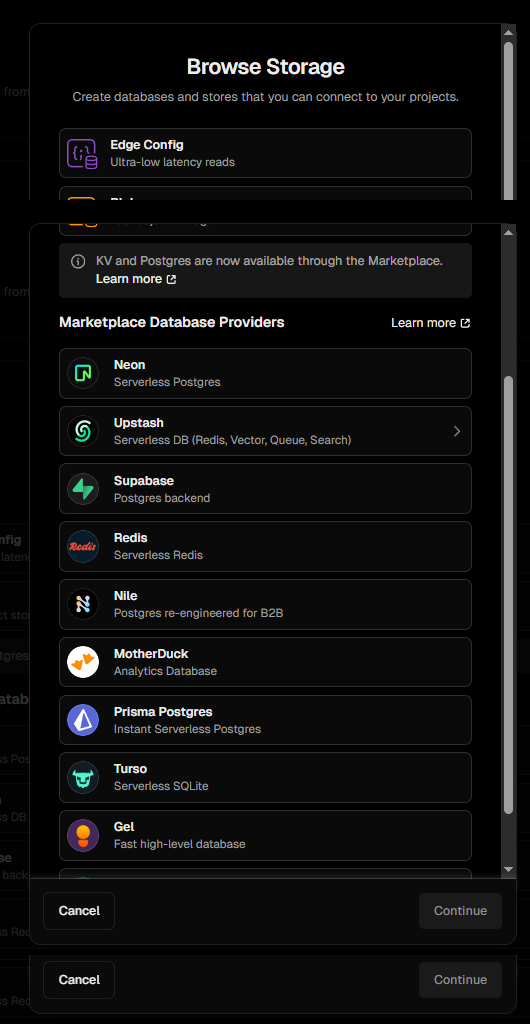 Browse Storage
Create databases and stores that you can connect to your projects.
from
Edge Config
Ultra-low latency reads
KV and Postgres are now available through the Marketplace.
Learn more
from
Marketplace Database Providers
Learn more
Neon
Serverless Postgres
Upstash
Serverless DB (Redis, Vector, Queue, Search)
Supabase
Postgres backend
Redis
Redis
Serverless Redis
Nile
Postgres re-engineered for B2B
MotherDuck
Analytics Database
Prisma Postgres
Instant Serverless Postgres
Turso
Serverless SQLite
Gel
Fast high-level database
Cancel
Continue
Cancel
Continue